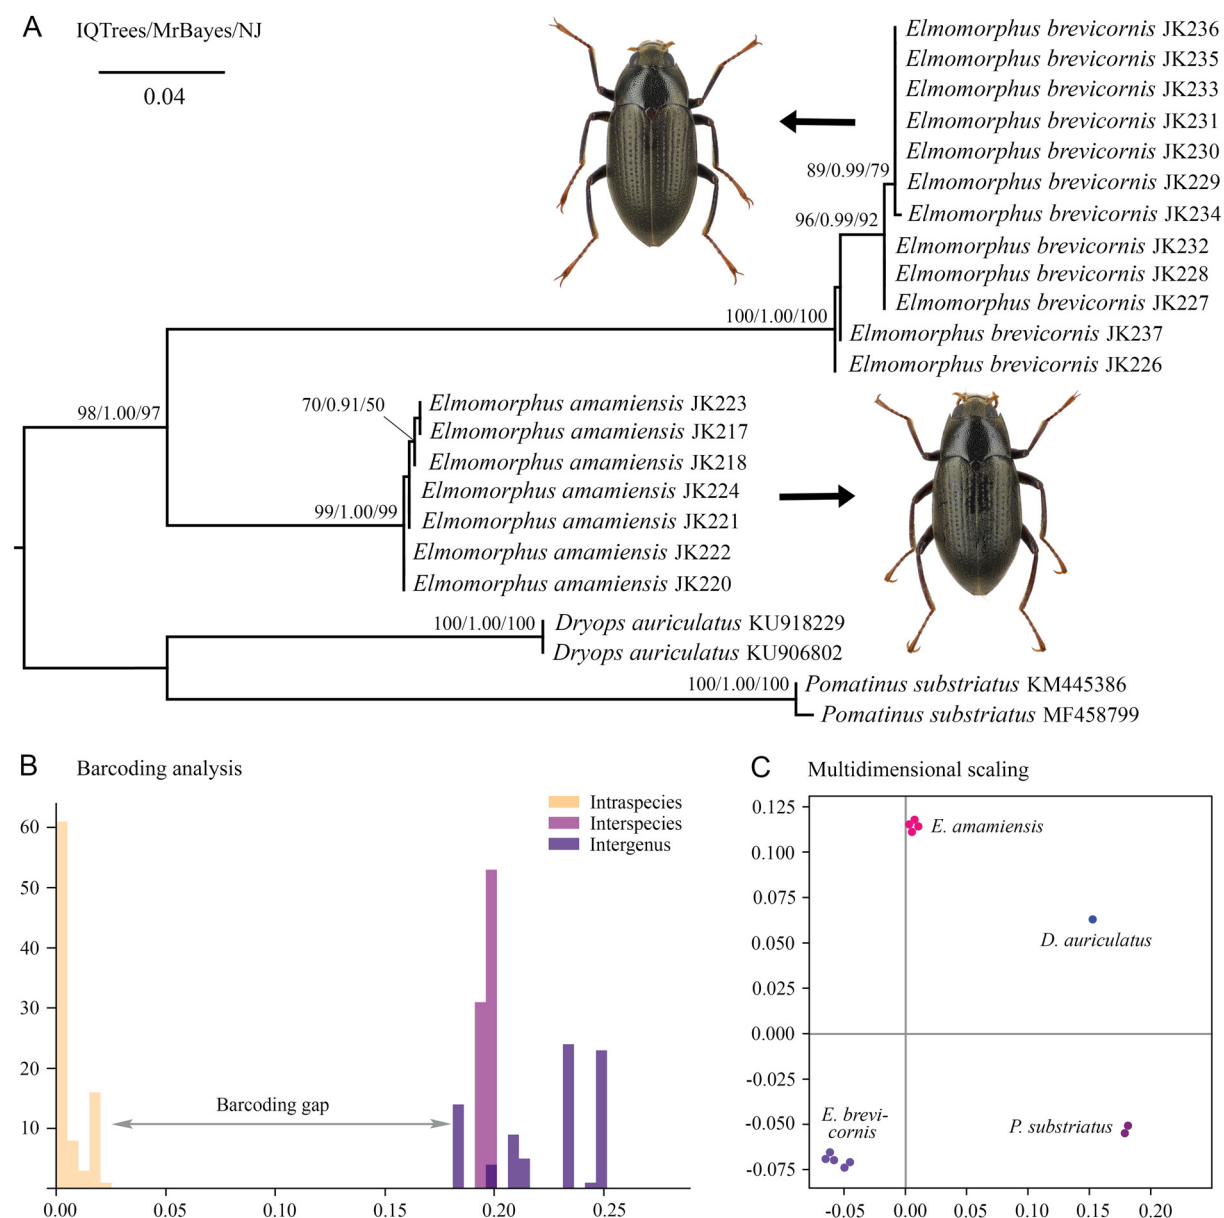 A
IQTrees/MrBayes/NJ
0.04
Elmomorphus brevicornis JK236
Elmomorphus brevicornis JK235
Elmomorphus brevicornis JK233
Elmomorphus brevicornis JK231
Elmomorphus brevicornis JK230
89/0.99/79
Elmomorphus brevicornis JK229
Elmomorphus brevicornis JK234
96/0.99/92
Elmomorphus brevicornis JK232
Elmomorphus brevicornis JK228
Elmomorphus brevicornis JK227
100/1.00/100
Elmomorphus brevicornis JK237
Elmomorphus brevicornis JK226
98/1.00/97
70/0.91/50
Elmomorphus amamiensis JK223
Elmomorphus amamiensis JK217
Elmomorphus amamiensis JK218
Elmomorphus amamiensis JK224
99/1.00/99
Elmomorphus amamiensis JK221
Elmomorphus amamiensis JK222
Elmomorphus amamiensis JK220
100/1.00/100
Dryops auriculatus KU918229
Dryops auriculatus KU906802
100/1.00/100
Pomatinus substriatus KM445386
Pomatinus substriatus MF458799
B
Barcoding analysis
Intraspecies
Interspecies
Intergenus
60
50
40
30
20
10
Barcoding gap
0.00 0.05 0.10 0.15 0.20 0.25
C
Multidimensional scaling
0.125
0.100
0.075
0.050
0.025
0.000
-0.025
-0.050
-0.075
E. amamiensis
D. auriculatus
E. brevi-
cornis
P. substriatus
-0.05 0.00 0.05 0.10 0.15 0.20